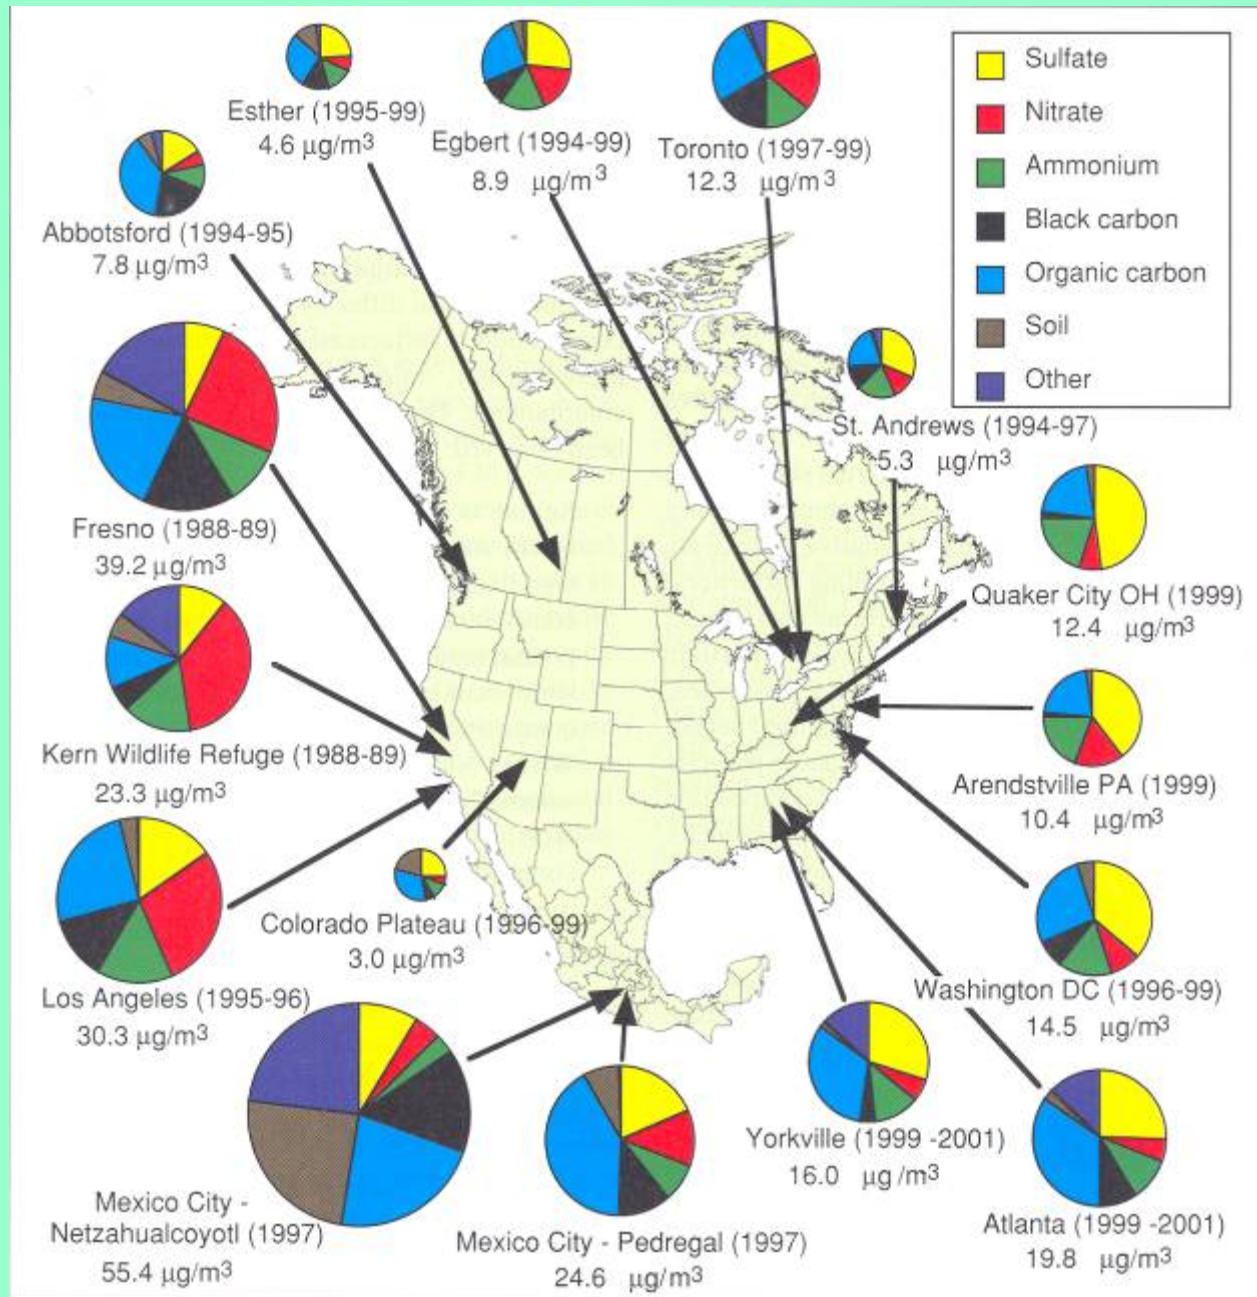 Esther (1995-99)
4.6 µg/m3
Egbert (1994-99)
8.9 µg/m3
Toronto (1997-99)
12.3 µg/m3
Sulfate
Nitrate
Ammonium
Black carbon
Organic carbon
Soil
Other
Abbotsford (1994-95)
7.8 µg/m3
St. Andrews (1994-97)
5.3 µg/m3
Fresno (1988-89)
39.2 µg/m3
Quaker City OH (1999)
12.4 µg/m3
Kern Wildlife Refuge (1988-89)
23.3 µg/m3
Arendstville PA (1999)
10.4 µg/m3
Colorado Plateau (1996-99)
3.0 µg/m3
Los Angeles (1995-96)
30.3 µg/m3
Washington DC (1996-99)
14.5 µg/m3
Yorkville (1999 -2001)
16.0 µg/m3
Mexico City -
Netzahualcoyotl (1997)
55.4 µg/m3
Mexico City - Pedregal (1997)
24.6 µg/m3
Atlanta (1999 -2001)
19.8 µg/m3